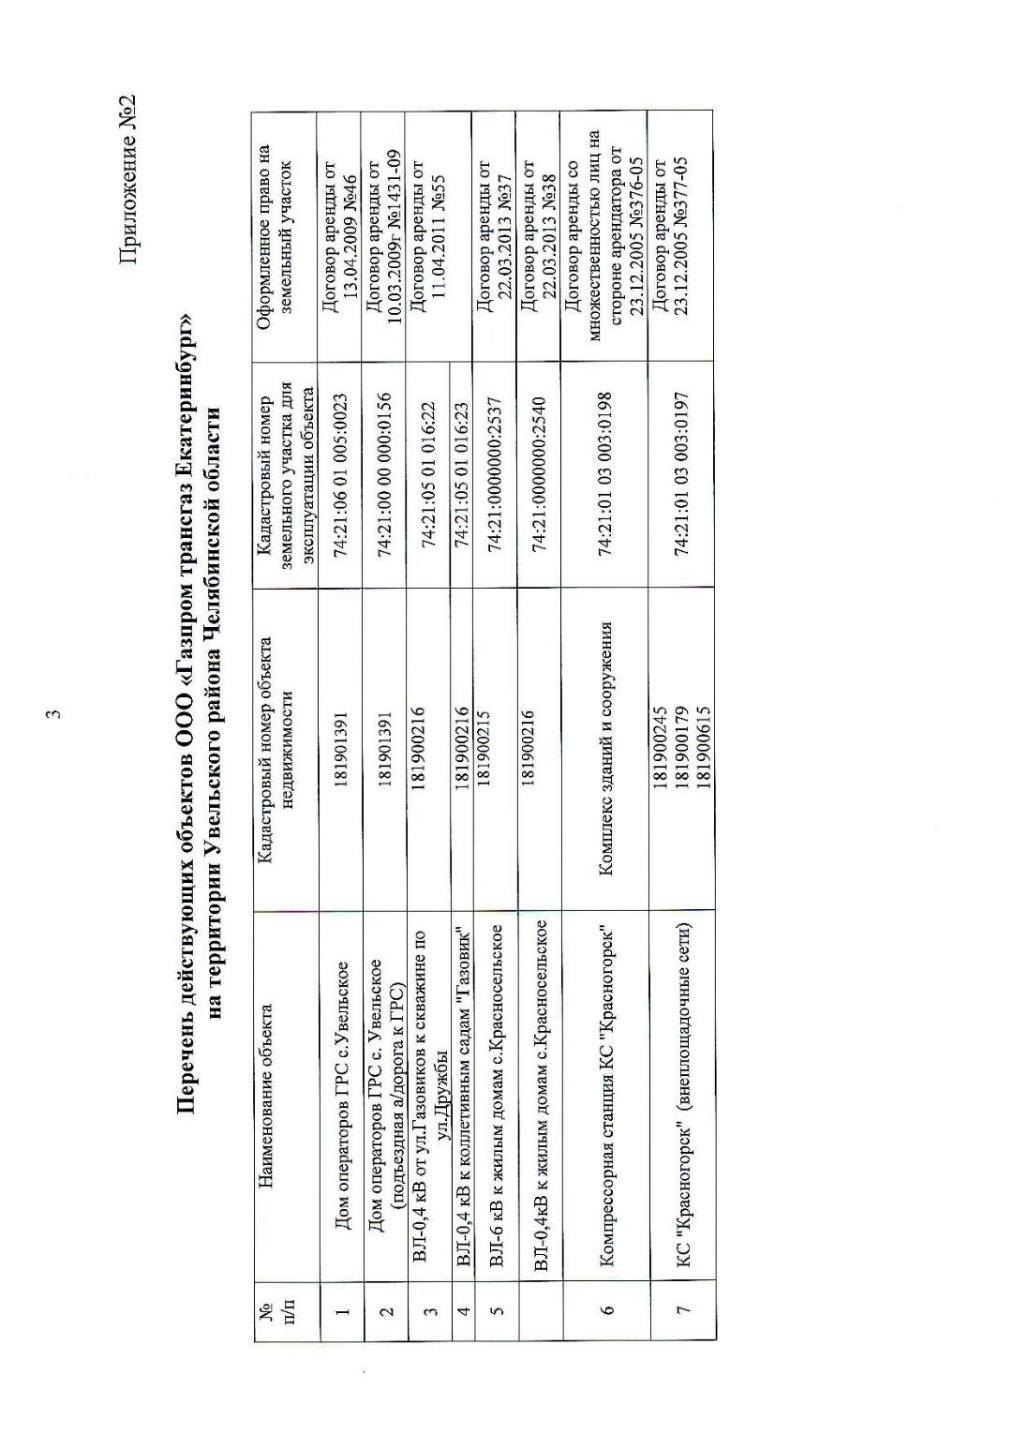 3
Приложение №2
Перечень действующих объектов ООО «Газпром трансгаз Екатеринбург»
на территории Увельского района Челябинской области
№
п/п
Наименование объекта
Кадастровый номер объекта
недвижимости
Кадастровый номер
земельного участка для
эксплуатации объекта
Оформленное право на
земельный участок
1
Дом операторов ГРС с.Увельское
181901391
74:21:06 01 005:0023
Договор аренды от
13.04.2009 №46
2
Дом операторов ГРС с. Увельское
(подъездная а/дорога к ГРС)
181901391
74:21:00 00 000:0156
Договор аренды от
10.03.2009г №1431-09
3
ВЛ-0,4 кВ от ул.Газовиков к скважине по
ул.Дружбы
181900216
74:21:05 01 016:22
Договор аренды от
11.04.2011 №55
4
ВЛ-0,4 кВ к коллетивным садам "Газовик"
181900216
74:21:05 01 016:23
5
ВЛ-6 кВ к жилым домам с.Красносельское
181900215
74:21:0000000:2537
Договор аренды от
22.03.2013 №37
ВЛ-0,4кВ к жилым домам с.Красносельское
181900216
74:21:0000000:2540
Договор аренды от
22.03.2013 №38
6
Компрессорная станция КС "Красногорск"
Комплекс зданий и сооружения
74:21:01 03 003:0198
Договор аренды со
множественностью лиц на
стороне арендатора от
23.12.2005 №376-05
7
КС "Красногорск" (внеплощадочные сети)
181900245
181900179
181900615
74:21:01 03 003:0197
Договор аренды от
23.12.2005 №377-05